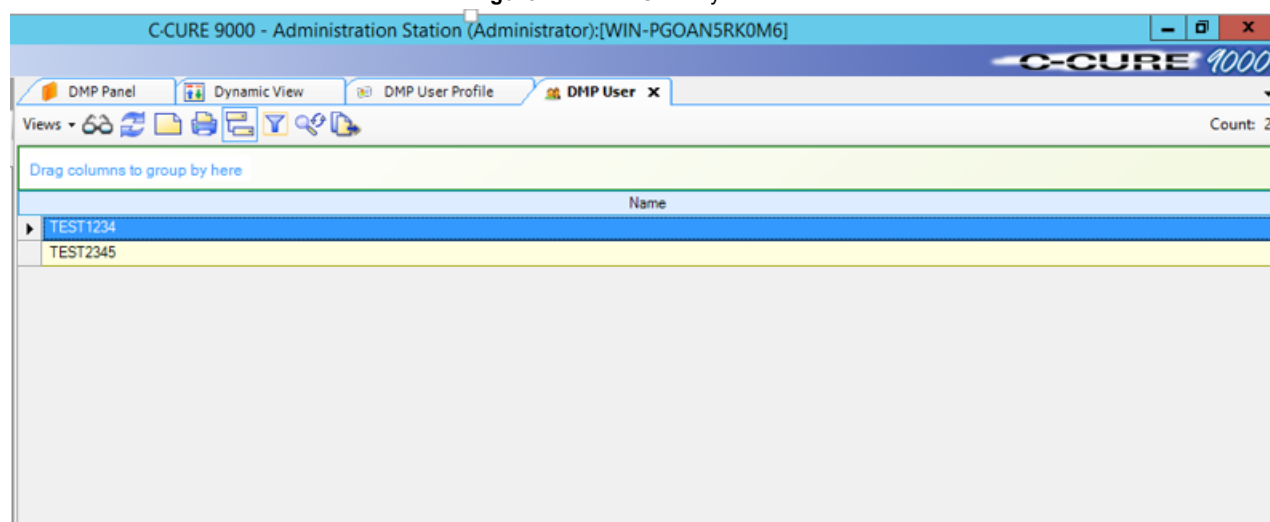 C-CURE 9000 - Administration Station (Administrator):[WIN-PGOAN5RK0M6]
C-CURE 9000
DMP Panel Dynamic View DMP User Profile DMP User x
Views Count: 2
Drag columns to group by here
Name
TEST1234
TEST2345